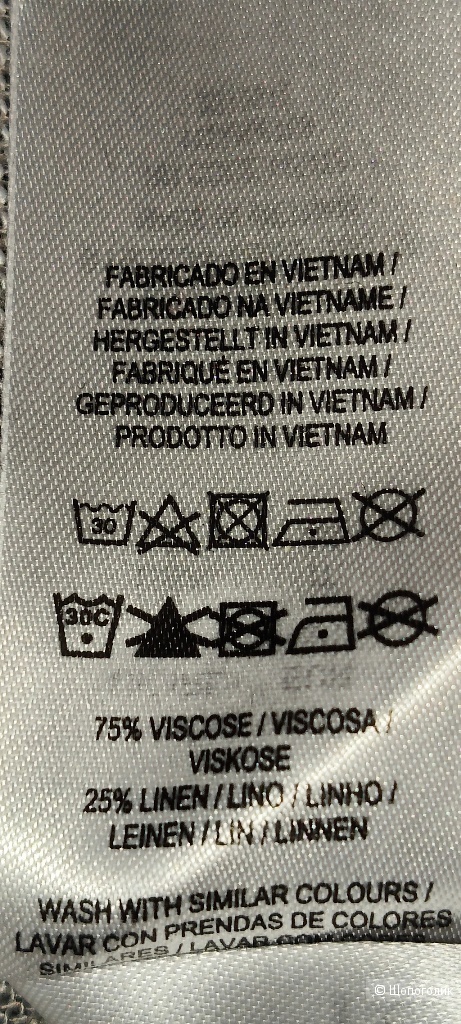 FABRICADO EN VIETNAM /
FABRICADO NA VIETNAME /
HERGESTELLT IN VIETNAM /
FABRIQUÉ EN VIETNAM /
GEPRODUCEERD IN VIETNAM /
PRODOTTO IN VIETNAM
30
30C
75% VISCOSE / VISCOSA /
VISKOSE
25% LINEN / LINO / LINHO /
LEINEN / LIN / LINNEN
WASH WITH SIMILAR COLOURS /
LAVAR CON PRENDAS DE COLORES
SIMILARES / LAVAR
© Шопоголик